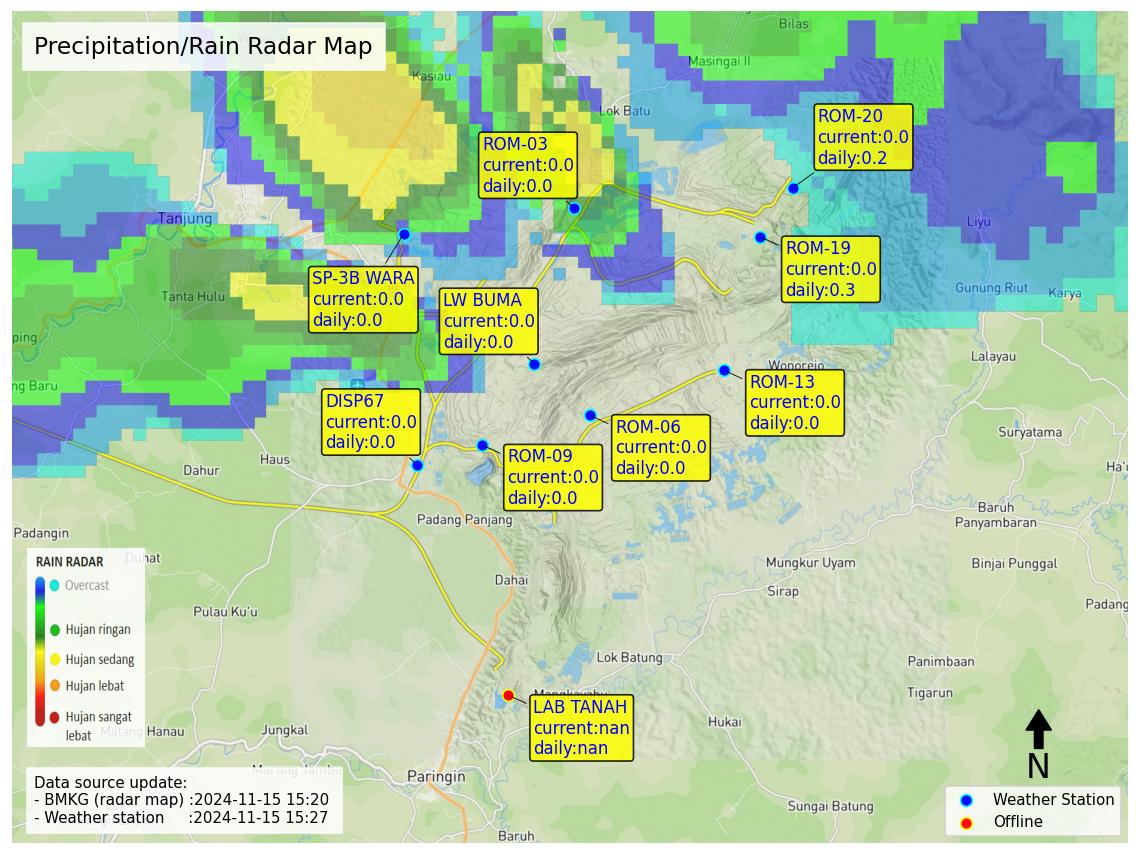 Precipitation/Rain Radar Map
Bilas
Masingai II
Kasiau
Lok Batu
ROM-20
current:0.0
daily:0.2
ROM-03
current:0.0
daily:0.0
Tanjung
Liyu
ROM-19
current:0.0
daily:0.3
SP-3B WARA
current:0.0
daily:0.0
Tanta Hulu
LW BUMA
current:0.0
daily:0.0
Gunung Riut
Karya
ping
Lalayau
Wonorejo
ng Baru
ROM-13
current:0.0
daily:0.0
DISP67
current:0.0
daily:0.0
ROM-06
current:0.0
daily:0.0
Suryatama
ROM-09
current:0.0
daily:0.0
Haus
Dahur
Ha'u
Padang Panjang
Baruh
Panyambaran
Padangin
Duhat
Mungkur Uyam
Binjai Punggal
Dahai
Sirap
Pulau Ku'u
Padang
RAIN RADAR
Overcast
Hujan ringan
Hujan sedang
Hujan lebat
Hujan sangat
lebat
Lok Batung
Panimbaan
Tigarun
Mangkayahu
LAB TANAH
current:nan
daily:nan
Matang Hanau
Jungkal
Hukai
Murung Jambu
Paringin
N
Data source update:
- BMKG (radar map) :2024-11-15 15:20
- Weather station :2024-11-15 15:27
Sungai Batung
Baruh
Weather Station
Offline